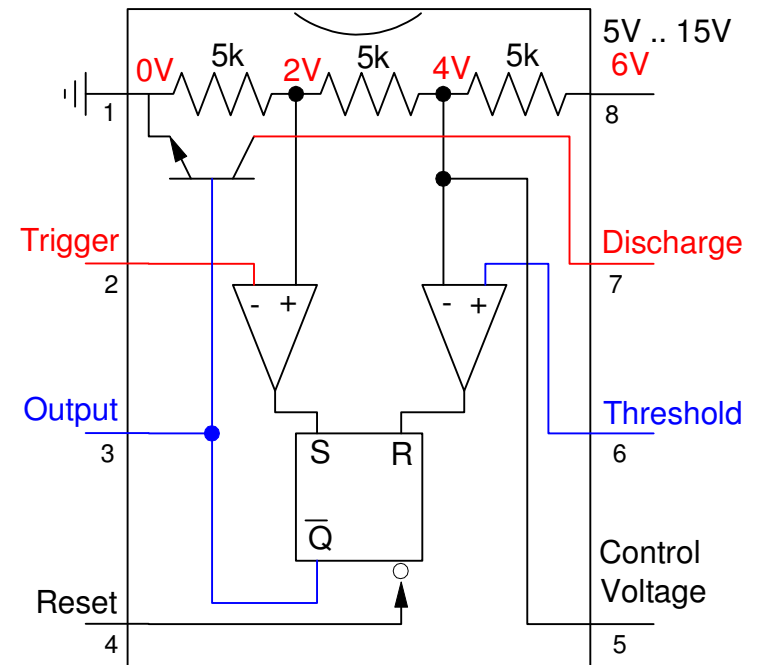 5V .. 15V
0V 5k 2V 5k 4V 5k 6V
1 8
Trigger Discharge
2 7
- + - +
Output Threshold
3 6
S R
Q̅
Control
Voltage
Reset
4 5